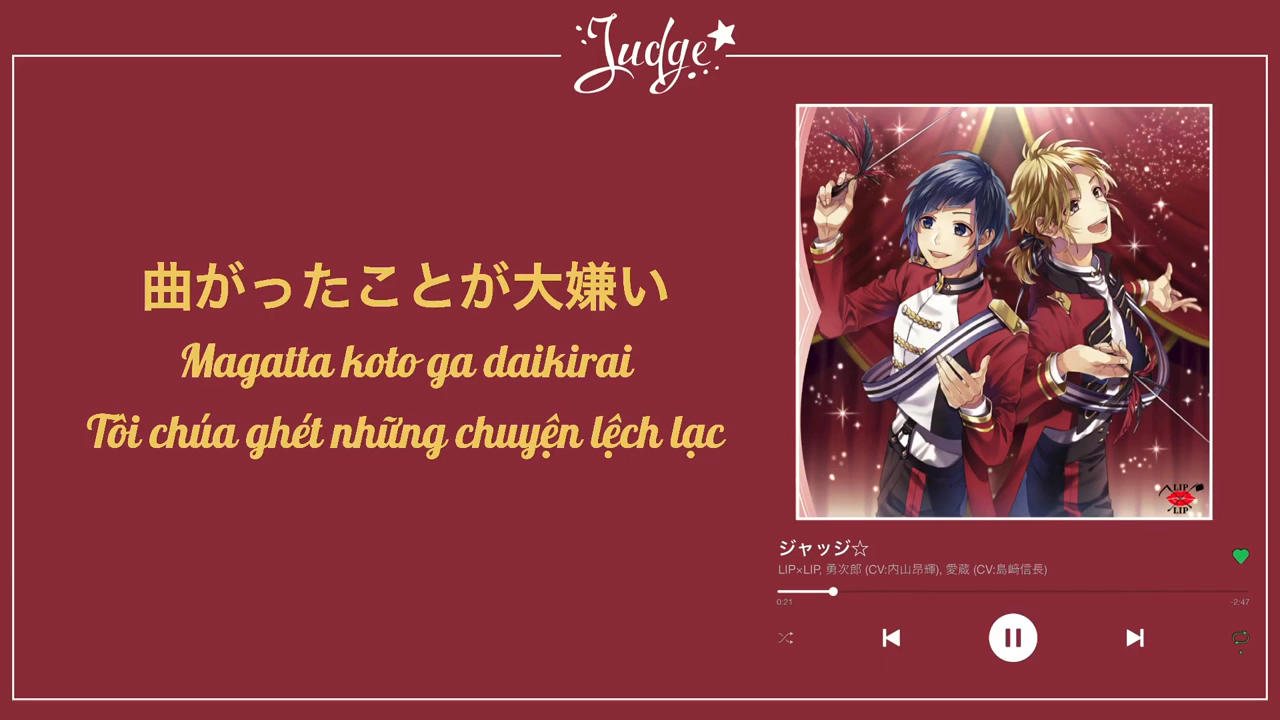 Judge
曲がったことが大嫌い
Magatta koto ga daikirai
Tôi chúa ghét những chuyện lệch lạc
LIP
LIP
ジャッジ☆
LIP×LIP, 勇次郎 (CV:内山昂輝), 愛蔵 (CV:島﨑信長)
0:21
-2:47